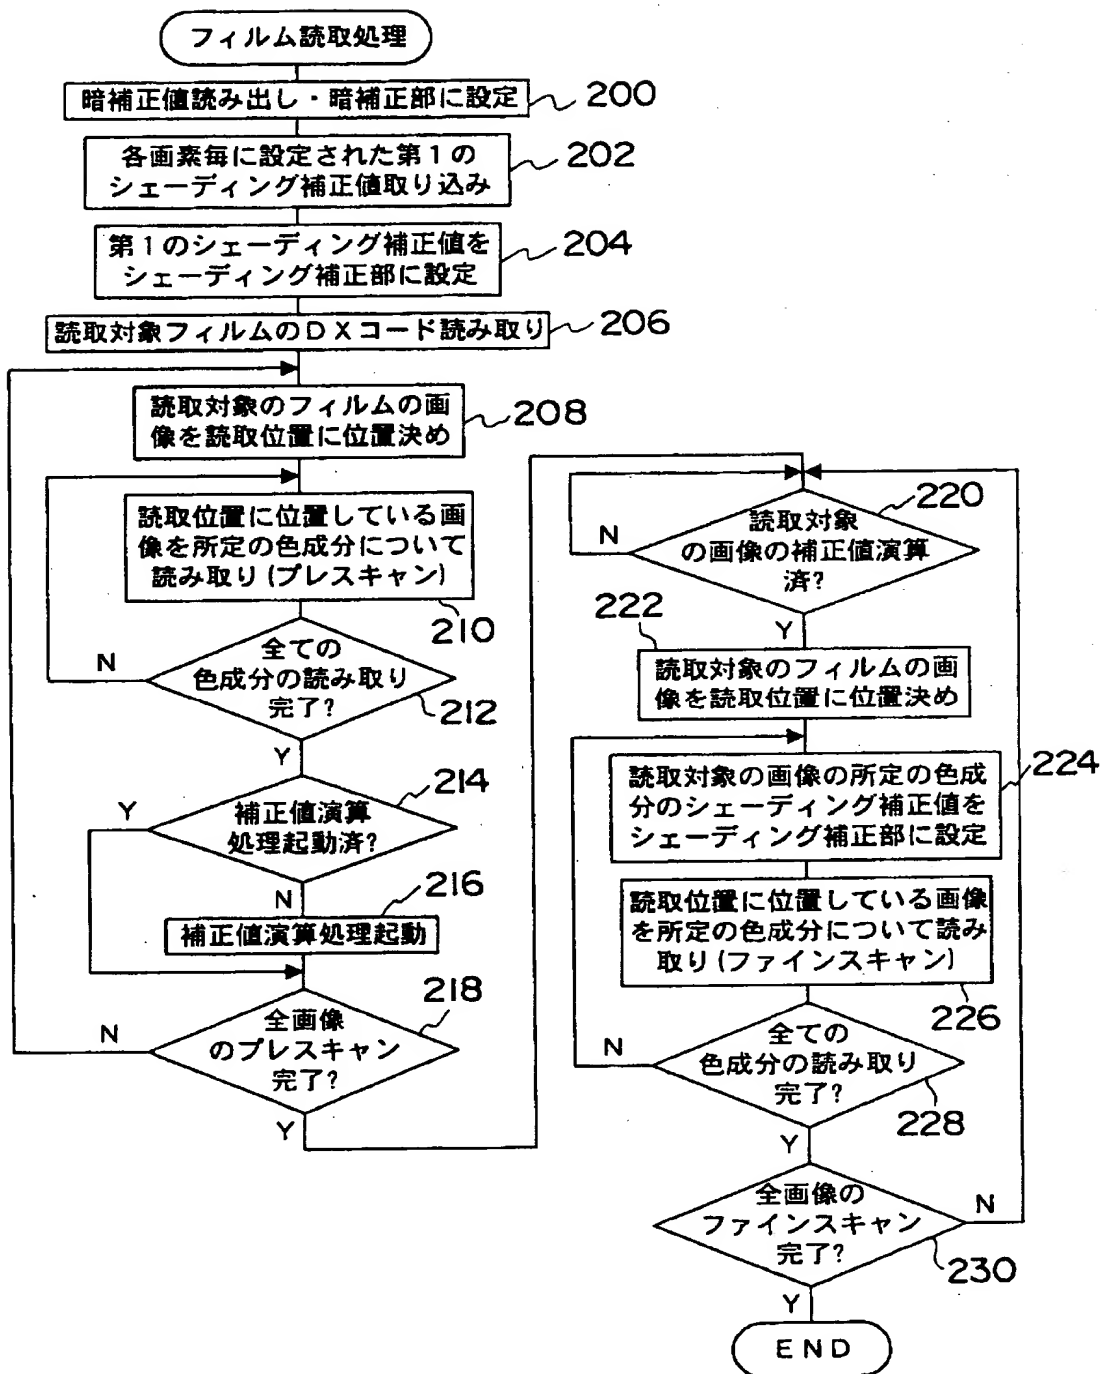 フィルム読取処理
暗補正値読み出し・暗補正部に設定
200
各画素毎に設定された第１の
シェーディング補正値取り込み
202
第１のシェーディング補正値を
シェーディング補正部に設定
204
読取対象フィルムのＤＸコード読み取り
206
読取対象のフィルムの画
像を読取位置に位置決め
208
読取位置に位置している画
像を所定の色成分について
読み取り(プレスキャン)
210
全ての
色成分の読み取り
完了?
212
N
Y
補正値演算
処理起動済?
214
Y
N
補正値演算処理起動
216
全画像
のプレスキャン
完了?
218
N
Y
読取対象
の画像の補正値演算
済?
220
N
Y
222
読取対象のフィルムの画
像を読取位置に位置決め
読取対象の画像の所定の色成
分のシェーディング補正値を
シェーディング補正部に設定
224
読取位置に位置している画像
を所定の色成分について読み
取り(ファインスキャン)
226
全ての
色成分の読み取り
完了?
228
N
Y
全画像の
ファインスキャン
完了?
230
N
Y
END